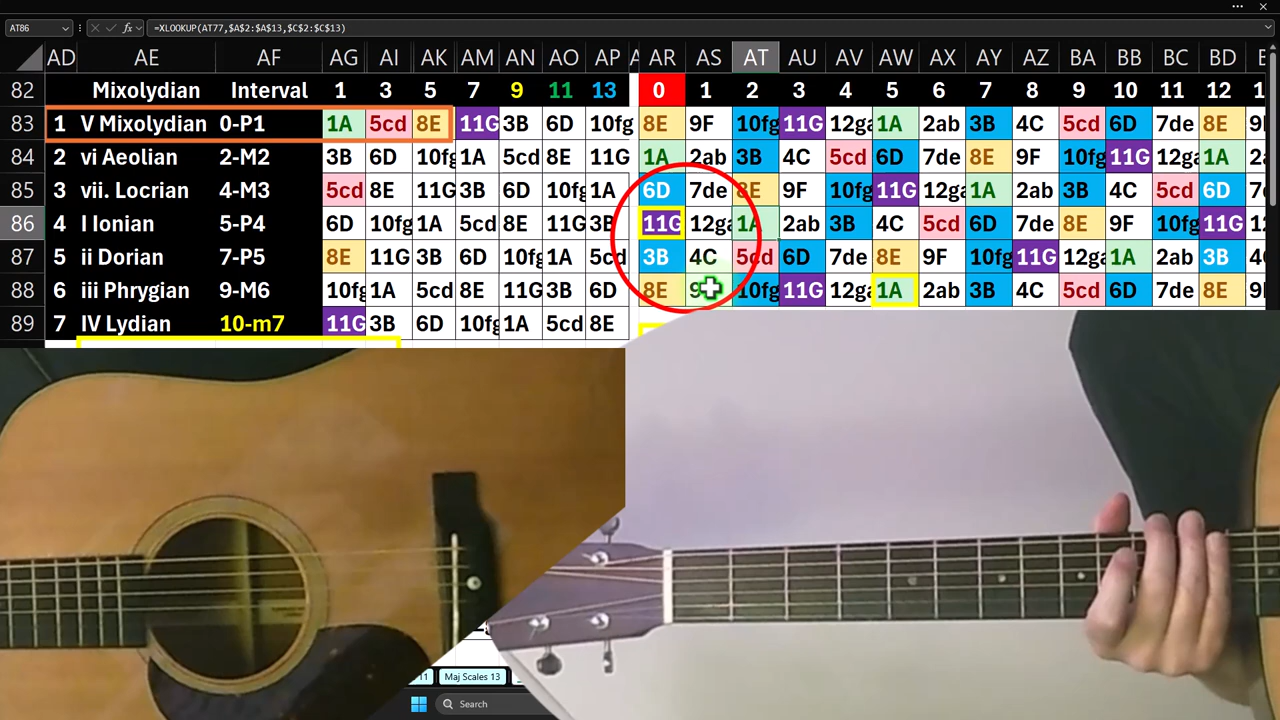 AT86 fx =XLOOKUP(AT77,$A$2:$A$13,$C$2:$C$13)
AD AE AF AG AI AK AM AN AO AP A AR AS AT AU AV AW AX AY AZ BA BB BC BD E
82 Mixolydian Interval 1 3 5 7 9 11 13 0 1 2 3 4 5 6 7 8 9 10 11 12 1
83 1 V Mixolydian 0-P1 1A 5cd 8E 11G 3B 6D 10fg 8E 9F 10fg 11G 12ga 1A 2ab 3B 4C 5cd 6D 7de 8E 9F
84 2 vi Aeolian 2-M2 3B 6D 10fg 1A 5cd 8E 11G 1A 2ab 3B 4C 5cd 6D 7de 8E 9F 10fg 11G 12ga 1A 2a
85 3 vii. Locrian 4-M3 5cd 8E 11G 3B 6D 10fg 1A 6D 7de 8E 9F 10fg 11G 12ga 1A 2ab 3B 4C 5cd 6D 7d
86 4 I Ionian 5-P4 6D 10fg 1A 5cd 8E 11G 3B 11G 12ga 1A 2ab 3B 4C 5cd 6D 7de 8E 9F 10fg 11G 12
87 5 ii Dorian 7-P5 8E 11G 3B 6D 10fg 1A 5cd 3B 4C 5cd 6D 7de 8E 9F 10fg 11G 12ga 1A 2ab 3B 4C
88 6 iii Phrygian 9-M6 10fg 1A 5cd 8E 11G 3B 6D 8E 9 10fg 11G 12ga 1A 2ab 3B 4C 5cd 6D 7de 8E 9F
89 7 IV Lydian 10-m7 11G 3B 6D 10fg 1A 5cd 8E
11 Maj Scales 13
Search